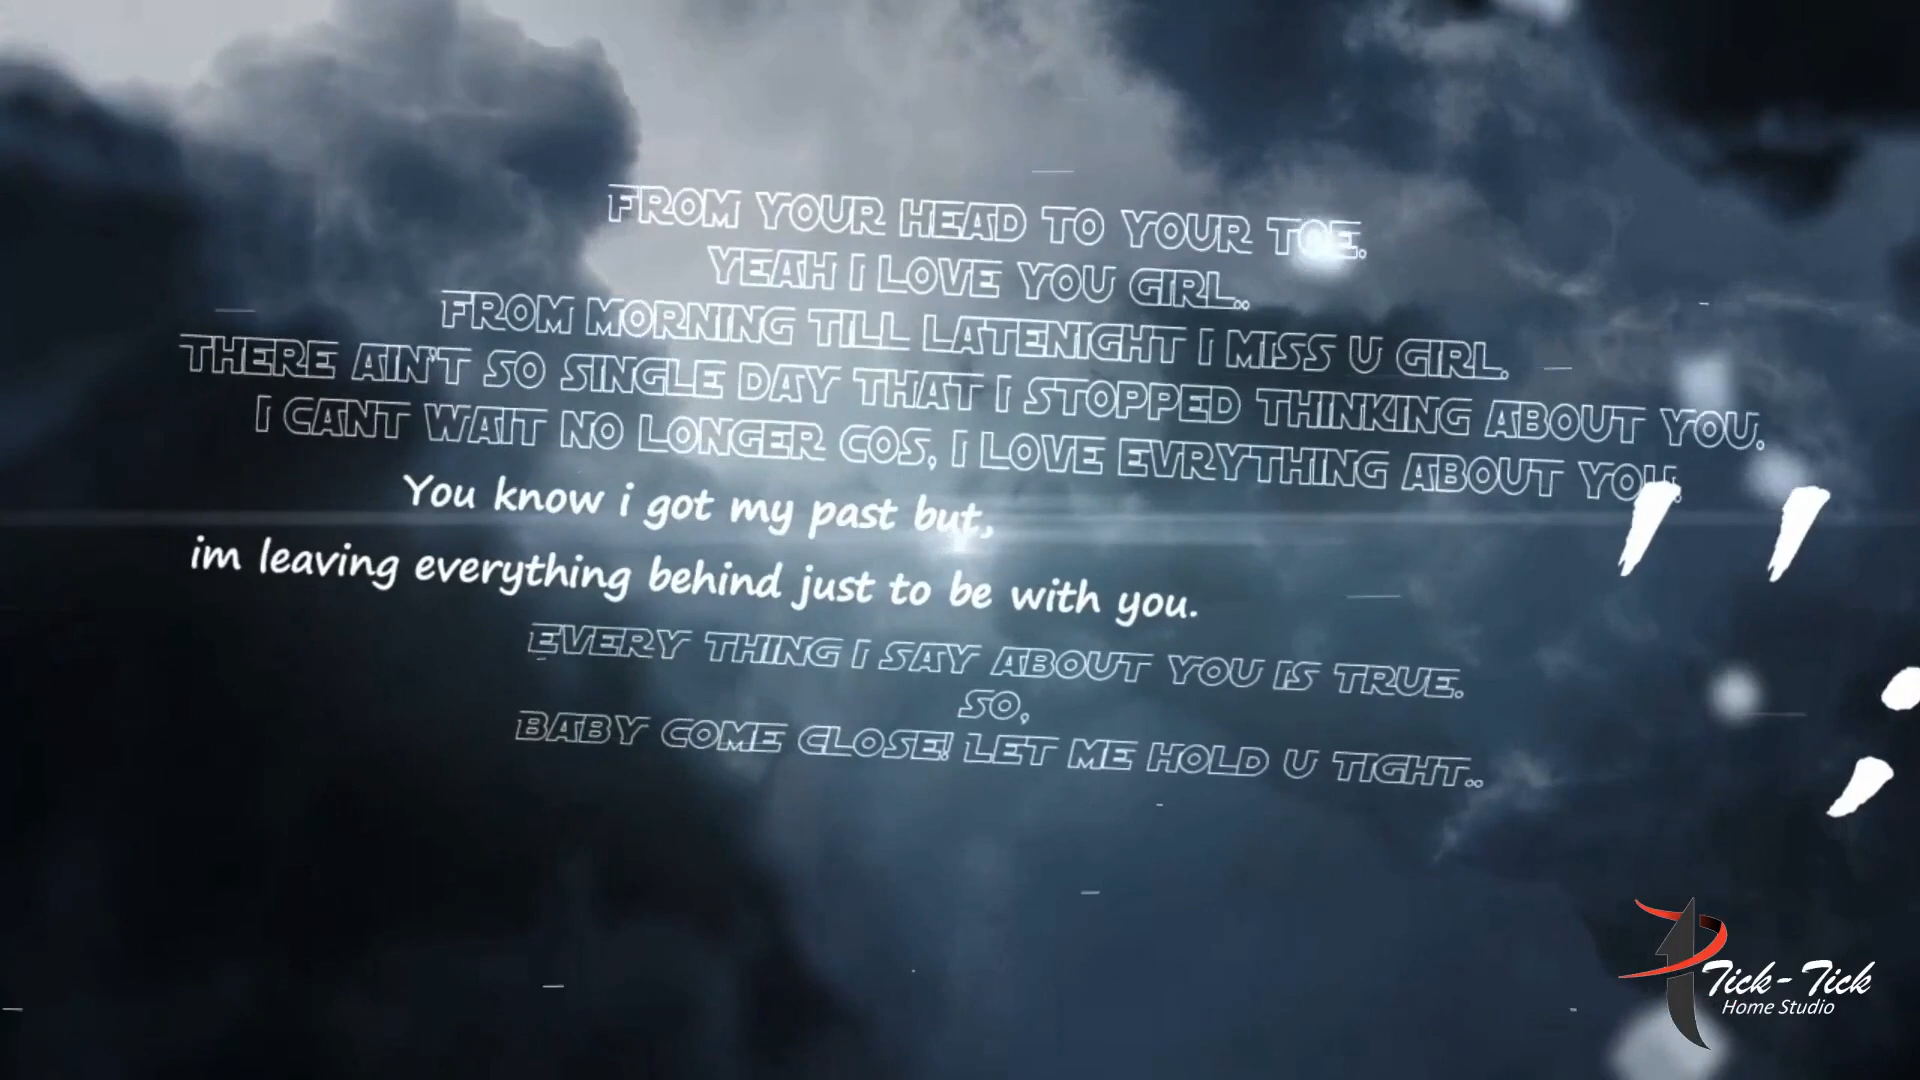 FROM YOUR HEAD TO YOUR TOE.
YEAH I LOVE YOU GIRL..
FROM MORNING TILL LATENIGHT I MISS U GIRL.
THERE AIN'T SO SINGLE DAY THAT I STOPPED THINKING ABOUT YOU.
I CANT WAIT NO LONGER COS, I LOVE EVRYTHING ABOUT YOU.
You know i got my past but,
im leaving everything behind just to be with you.
EVERY THING I SAY ABOUT YOU IS TRUE.
SO,
BABY COME CLOSE! LET ME HOLD U TIGHT..
Tick-Tick
Home Studio